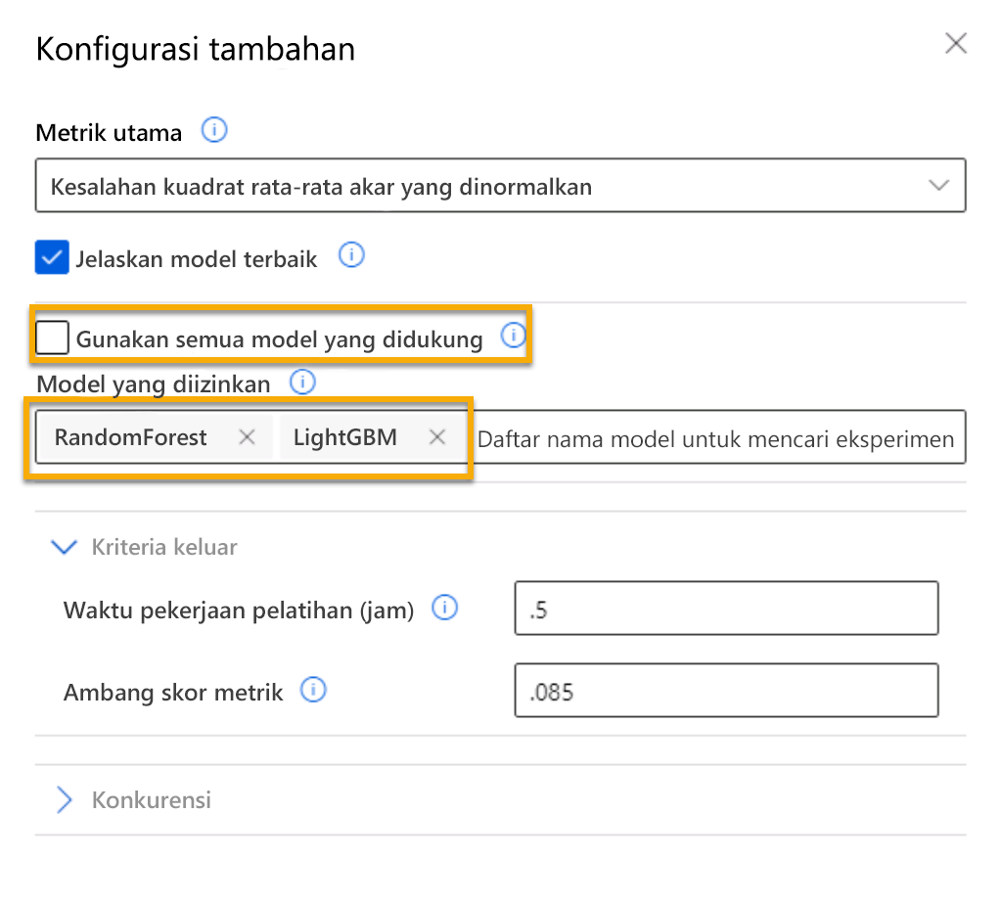 Konfigurasi tambahan
Metrik utama
Kesalahan kuadrat rata-rata akar yang dinormalkan
Jelaskan model terbaik
Gunakan semua model yang didukung
Model yang diizinkan
RandomForest LightGBM Daftar nama model untuk mencari eksperimen
Kriteria keluar
Waktu pekerjaan pelatihan (jam) .5
Ambang skor metrik .085
Konkurensi